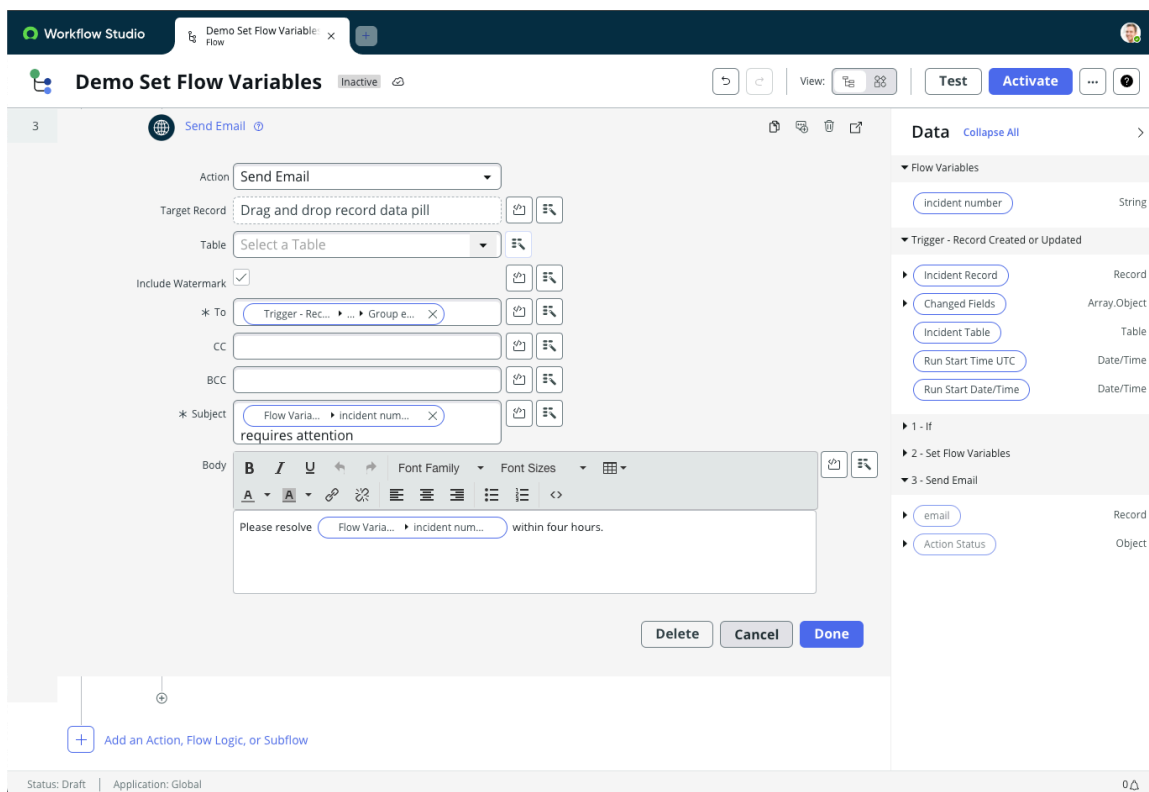 Workflow Studio
Demo Set Flow Variable
Flow
Demo Set Flow Variables Inactive
View: Test Activate ... ?
3 Send Email
Action Send Email
Target Record Drag and drop record data pill
Table Select a Table
Include Watermark
* To Trigger - Rec... ... Group e...
CC
BCC
* Subject Flow Varia... incident num...
requires attention
Body B I U Font Family Font Sizes
A A
Please resolve Flow Varia... incident num... within four hours.
Delete Cancel Done
Add an Action, Flow Logic, or Subflow
Data Collapse All
Flow Variables
incident number String
Trigger - Record Created or Updated
Incident Record Record
Changed Fields Array.Object
Incident Table Table
Run Start Time UTC Date/Time
Run Start Date/Time Date/Time
1 - If
2 - Set Flow Variables
3 - Send Email
email Record
Action Status Object
Status: Draft Application: Global 0